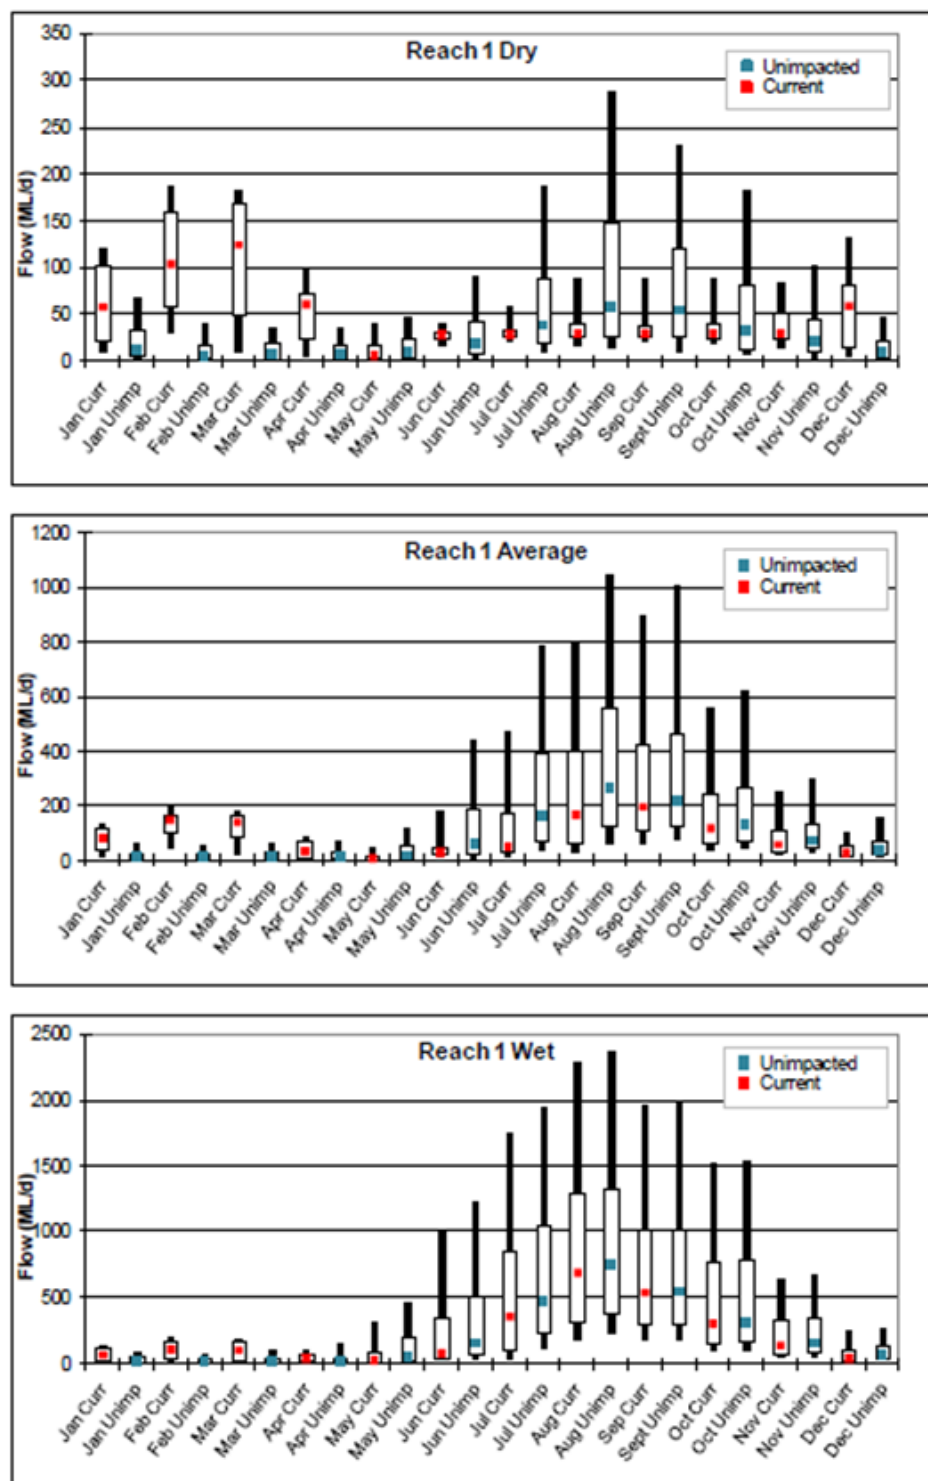 Reach 1 Dry
Unimpacted
Current
Flow (ML/d)
350
300
250
200
150
100
50
0
Jan Curr
Jan Unimp
Feb Curr
Feb Unimp
Mar Curr
Mar Unimp
Apr Curr
Apr Unimp
May Curr
May Unimp
Jun Curr
Jun Unimp
Jul Curr
Jul Unimp
Aug Curr
Aug Unimp
Sep Curr
Sept Unimp
Oct Curr
Oct Unimp
Nov Curr
Nov Unimp
Dec Curr
Dec Unimp
Reach 1 Average
Unimpacted
Current
Flow (ML/d)
1200
1000
800
600
400
200
0
Jan Curr
Jan Unimp
Feb Curr
Feb Unimp
Mar Curr
Mar Unimp
Apr Curr
Apr Unimp
May Curr
May Unimp
Jun Curr
Jun Unimp
Jul Curr
Jul Unimp
Aug Curr
Aug Unimp
Sep Curr
Sept Unimp
Oct Curr
Oct Unimp
Nov Curr
Nov Unimp
Dec Curr
Dec Unimp
Reach 1 Wet
Unimpacted
Current
Flow (ML/d)
2500
2000
1500
1000
500
0
Jan Curr
Jan Unimp
Feb Curr
Feb Unimp
Mar Curr
Mar Unimp
Apr Curr
Apr Unimp
May Curr
May Unimp
Jun Curr
Jun Unimp
Jul Curr
Jul Unimp
Aug Curr
Aug Unimp
Sep Curr
Sept Unimp
Oct Curr
Oct Unimp
Nov Curr
Nov Unimp
Dec Curr
Dec Unimp